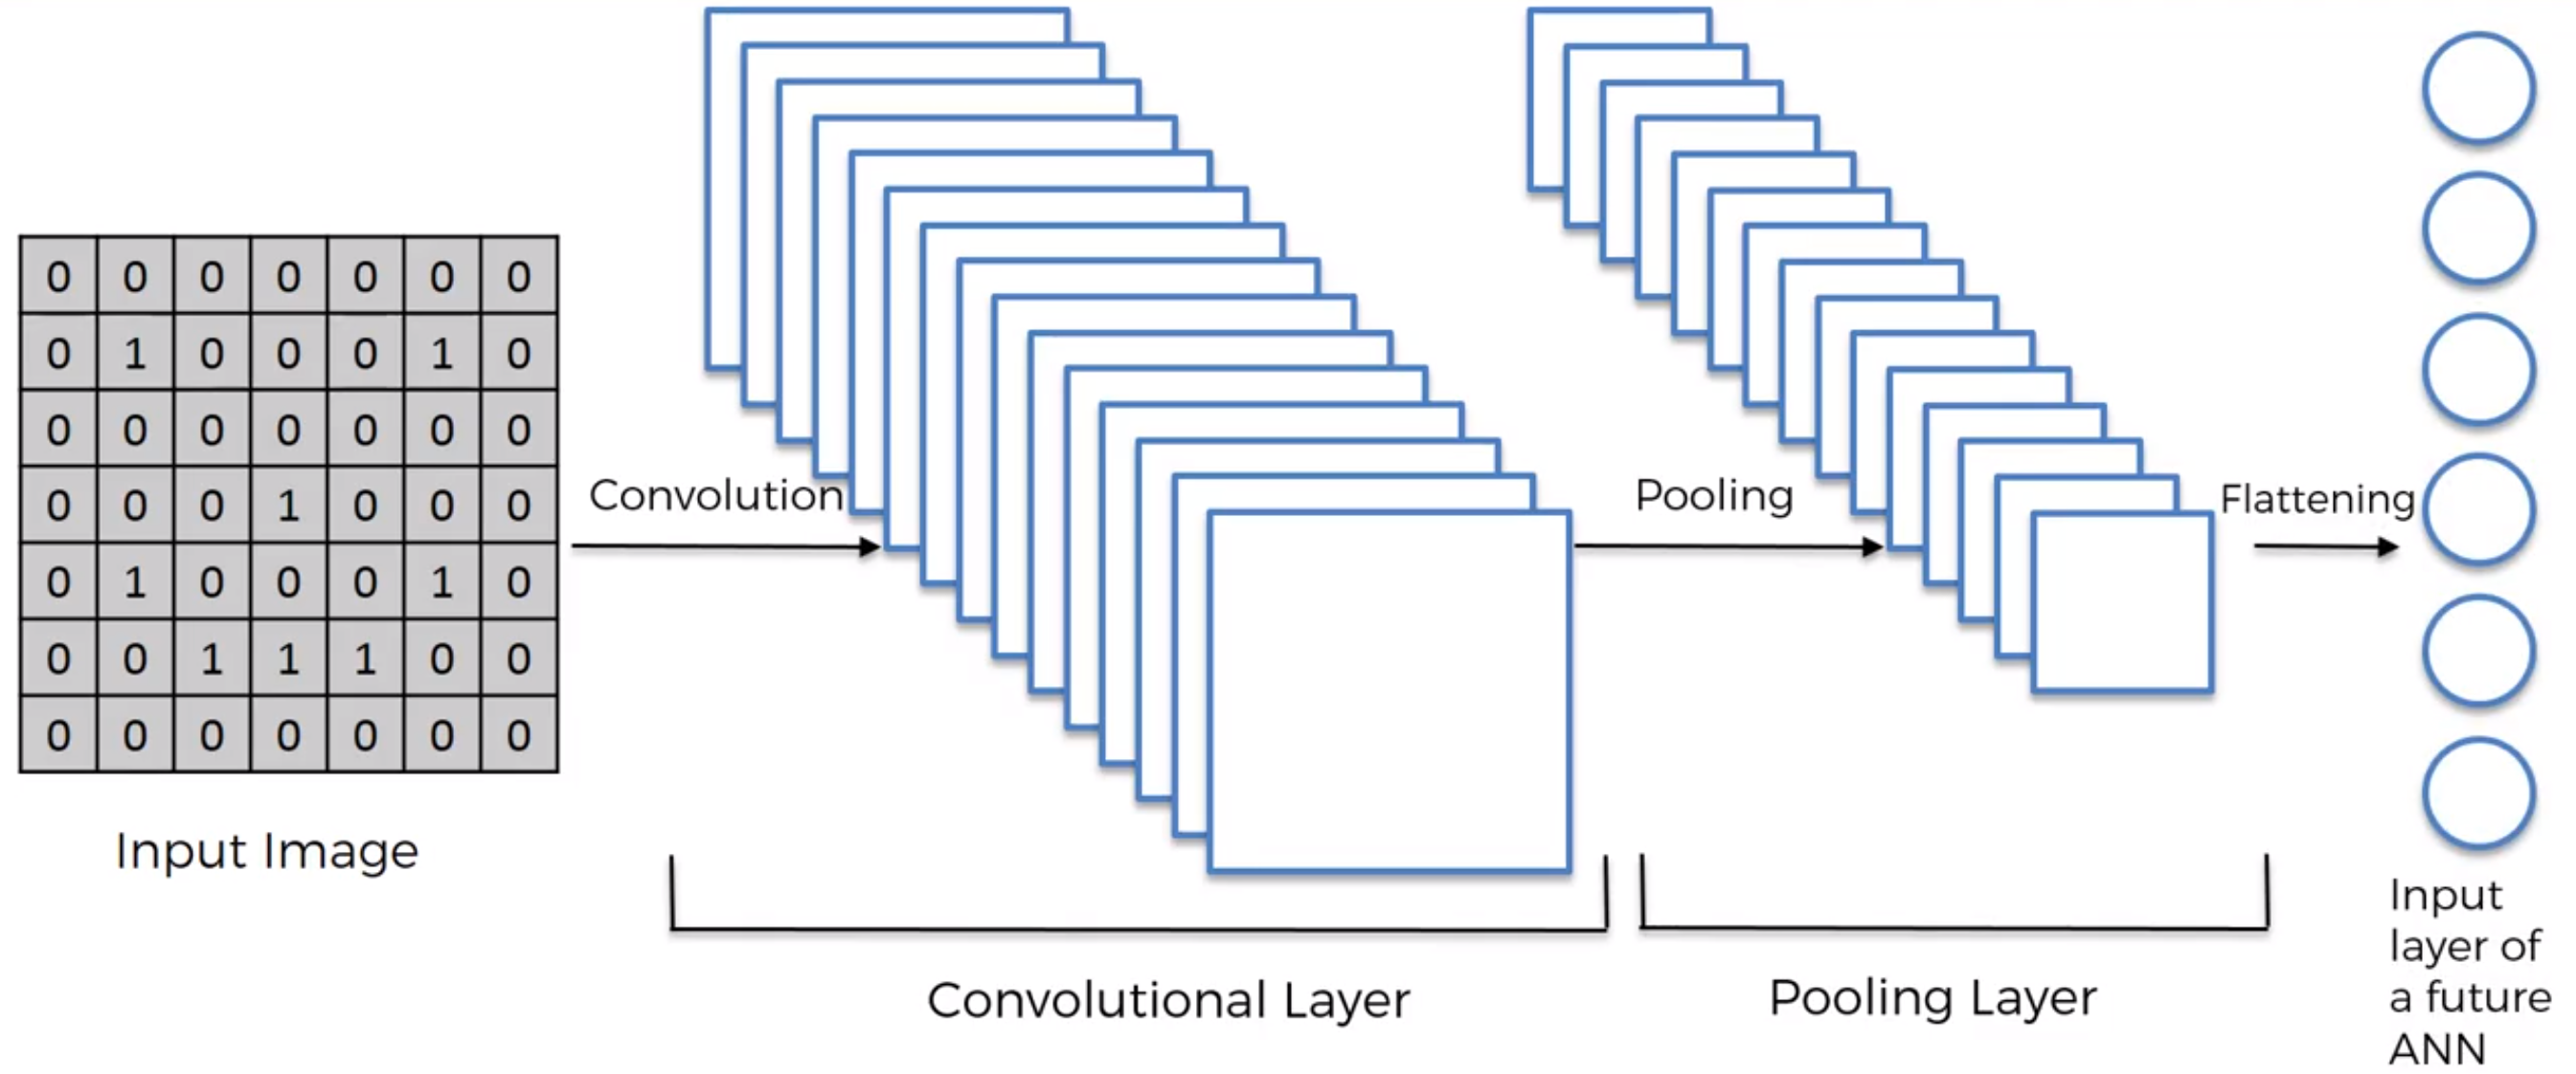 0 0 0 0 0 0 0
0 1 0 0 0 1 0
0 0 0 0 0 0 0
0 0 0 1 0 0 0
0 1 0 0 0 1 0
0 0 1 1 1 0 0
0 0 0 0 0 0 0
Input Image
Convolution
Convolutional Layer
Pooling
Pooling Layer
Flattening
Input
layer of
a future
ANN